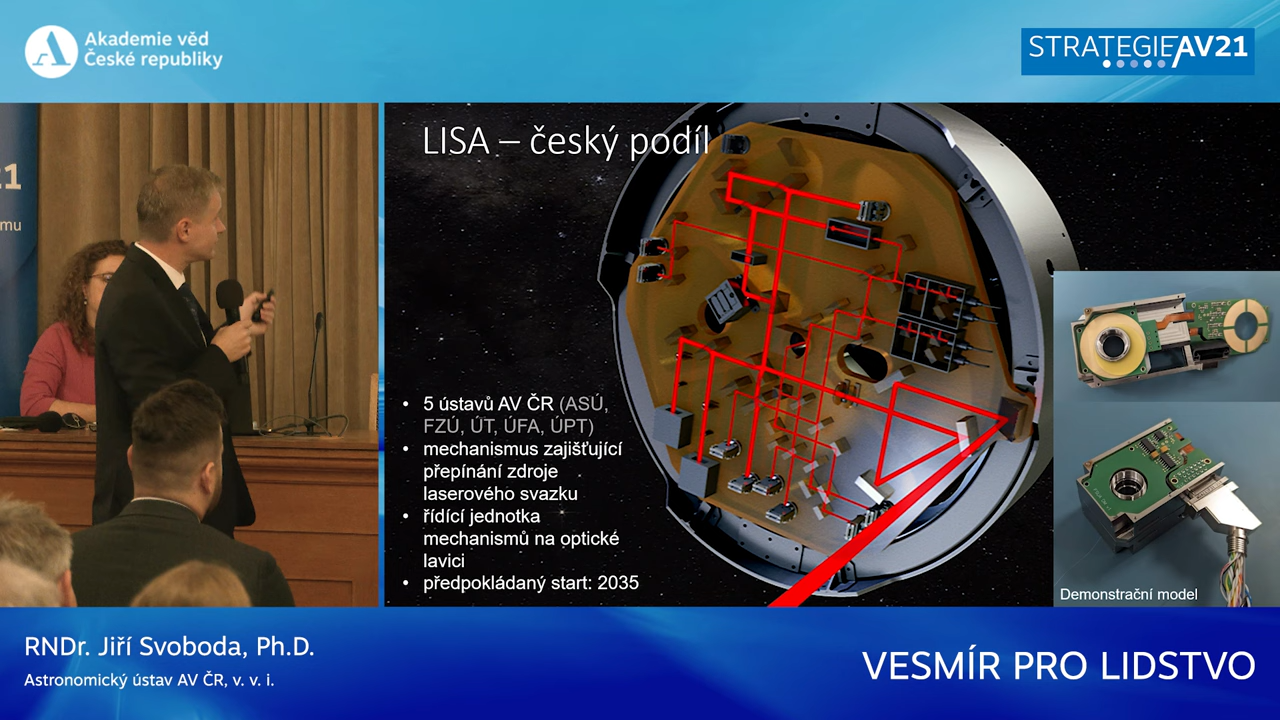 Akademie věd
České republiky
STRATEGIE AV21
21
mu
LISA – český podíl
• 5 ústavů AV ČR (ASÚ,
FZÚ, ÚT, ÚFA, ÚPT)
• mechanismus zajišťující
přepínání zdroje
laserového svazku
• řídící jednotka
mechanismů na optické
lavici
• předpokládaný start: 2035
Demonstrační model
RNDr. Jiří Svoboda, Ph.D.
Astronomický ústav AV ČR, v. v. i.
VESMÍR PRO LIDSTVO